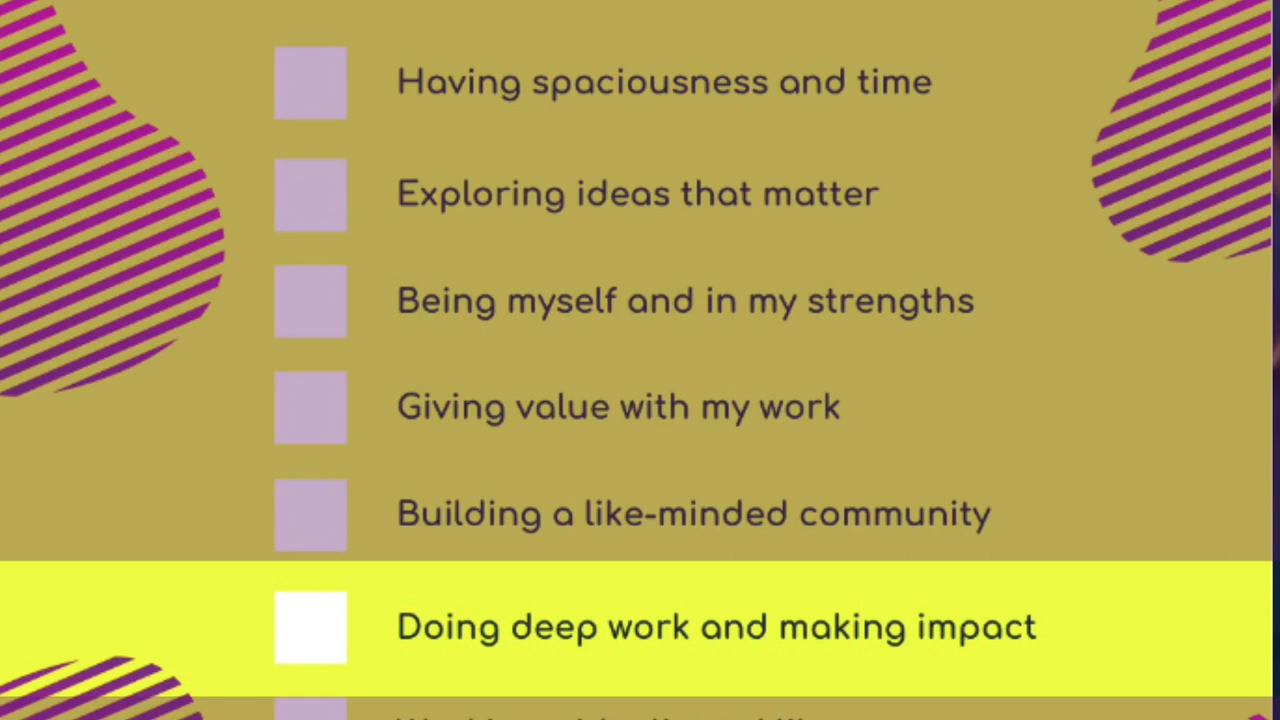 Having spaciousness and time
Exploring ideas that matter
Being myself and in my strengths
Giving value with my work
Building a like-minded community
Doing deep work and making impact